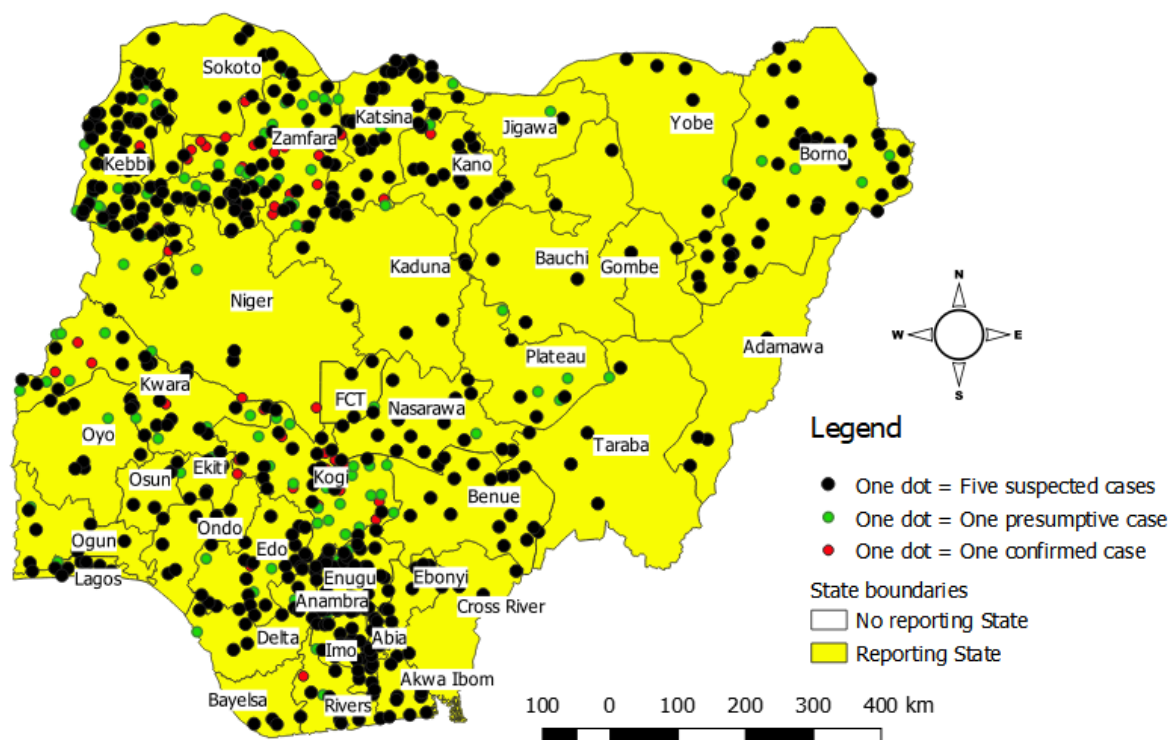 Sokoto
Katsina
Jigawa
Yobe
Zamfara
Borno
Kebbi
Kano
Kaduna
Bauchi
Gombe
Niger
N
W
E
S
Adamawa
Plateau
Kwara
FCT
Nasarawa
Oyo
Taraba
Ekiti
Osun
Kogi
Benue
Ondo
Ogun
Edo
Lagos
Enugu
Ebonyi
Anambra
Cross River
Delta
Abia
Imo
Akwa Ibom
Bayelsa
Rivers
Legend
One dot = Five suspected cases
One dot = One presumptive case
One dot = One confirmed case
State boundaries
No reporting State
Reporting State
100 0 100 200 300 400 km